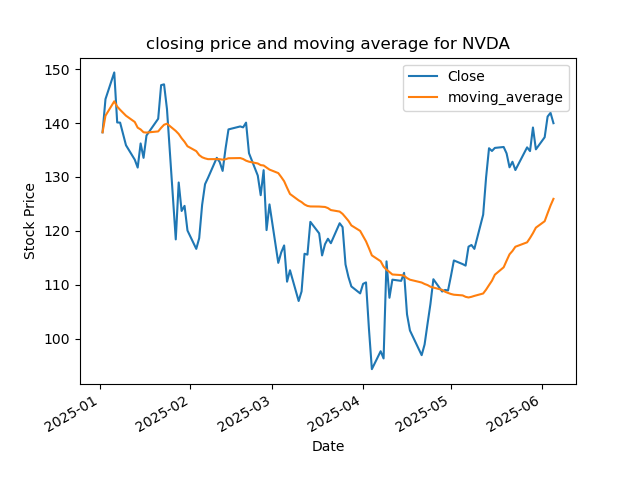 closing price and moving average for NVDA
Close
moving_average
Stock Price
150
140
130
120
110
100
2025-01
2025-02
2025-03
2025-04
2025-05
2025-06
Date